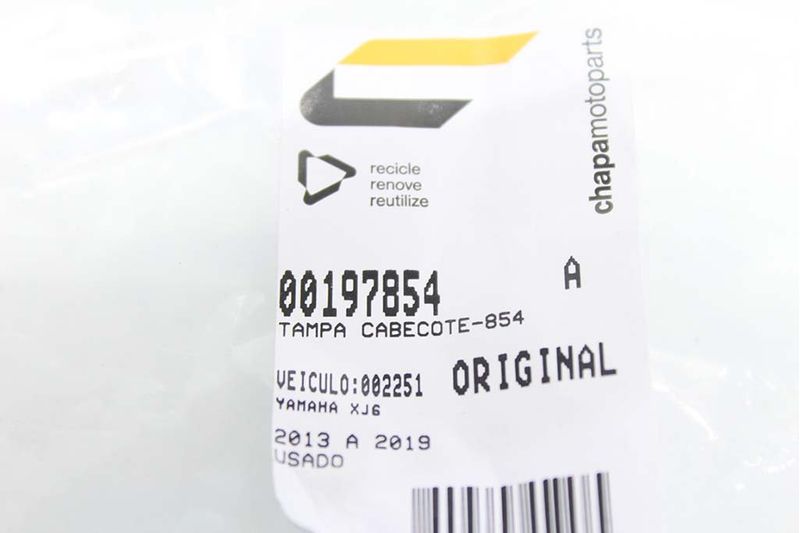 chapamotoparts
recicle
renove
reutilize
A
00197854
TAMPA CABECOTE-854
VEICULO:002251 ORIGINAL
YAMAHA XJ6
2013 A 2019
USADO